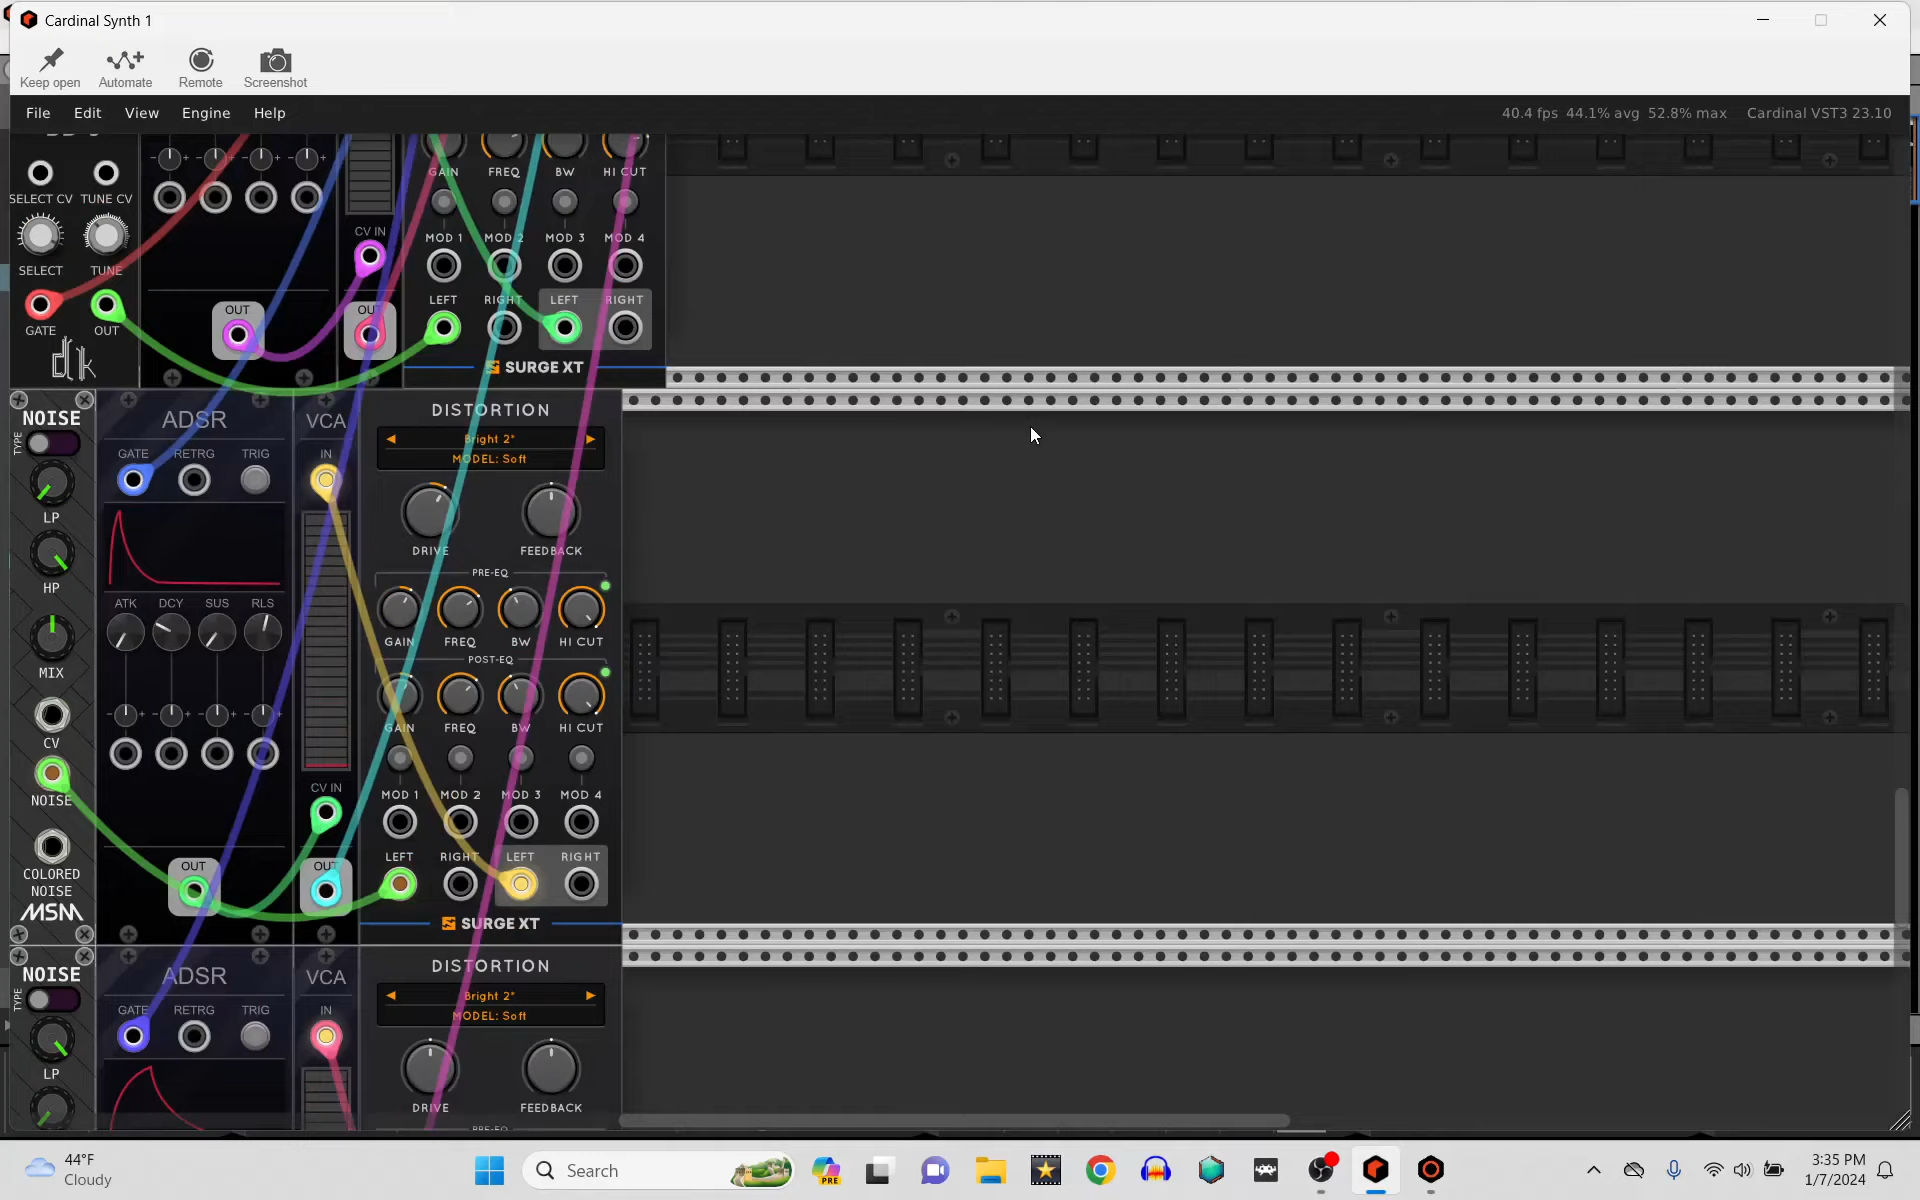 Cardinal Synth 1
Keep open Automate Remote Screenshot
File Edit View Engine Help
40.4 fps 44.1% avg 52.8% max Cardinal VST3 23.10
GAIN FREQ BW HI CUT
SELECT CV TUNE CV
CV IN
MOD 1 MOD 2 MOD 3 MOD 4
SELECT TUNE
LEFT RIGHT LEFT RIGHT
OUT OUT
GATE OUT
dk
SURGE XT
NOISE ADSR VCA DISTORTION
TYPE
Bright 2*
MODEL: Soft
GATE RETRG TRIG IN
LP
DRIVE FEEDBACK
PRE-EQ
HP
ATK DCY SUS RLS
GAIN FREQ BW HI CUT
POST-EQ
MIX
GAIN FREQ BW HI CUT
CV
CV IN
MOD 1 MOD 2 MOD 3 MOD 4
NOISE
LEFT RIGHT LEFT RIGHT
OUT OUT
COLORED
NOISE
MSM
SURGE XT
NOISE ADSR VCA DISTORTION
TYPE
Bright 2*
MODEL: Soft
GATE RETRG TRIG IN
LP
DRIVE FEEDBACK
PRE-EQ
44°F
Cloudy
Search
PRE
3:35 PM
1/7/2024